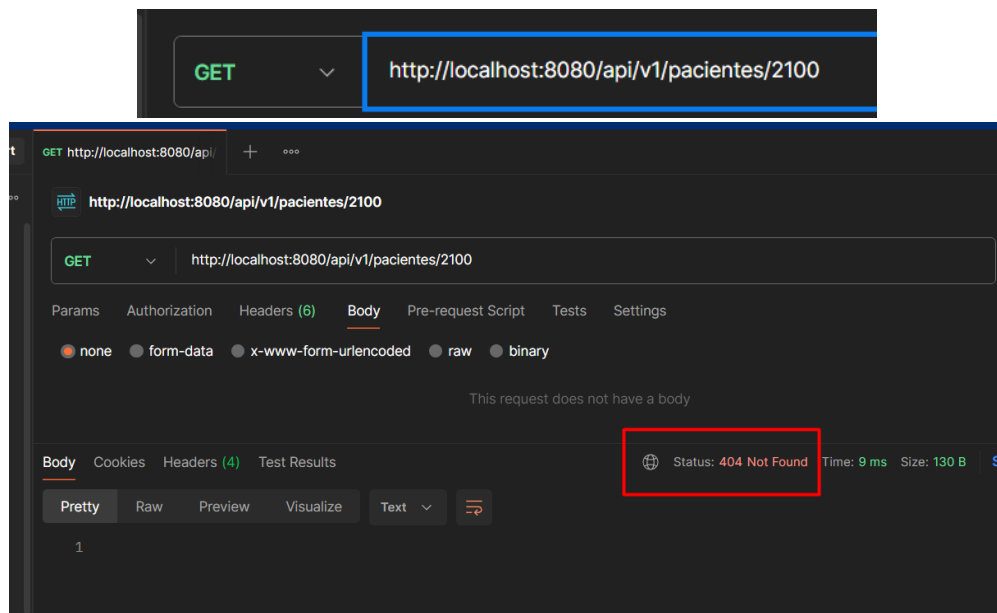 GET http://localhost:8080/api/v1/pacientes/2100
GET http://localhost:8080/api/
HTTP http://localhost:8080/api/v1/pacientes/2100
GET http://localhost:8080/api/v1/pacientes/2100
Params Authorization Headers (6) Body Pre-request Script Tests Settings
none form-data x-www-form-urlencoded raw binary
This request does not have a body
Body Cookies Headers (4) Test Results Status: 404 Not Found Time: 9 ms Size: 130 B
Pretty Raw Preview Visualize Text
1